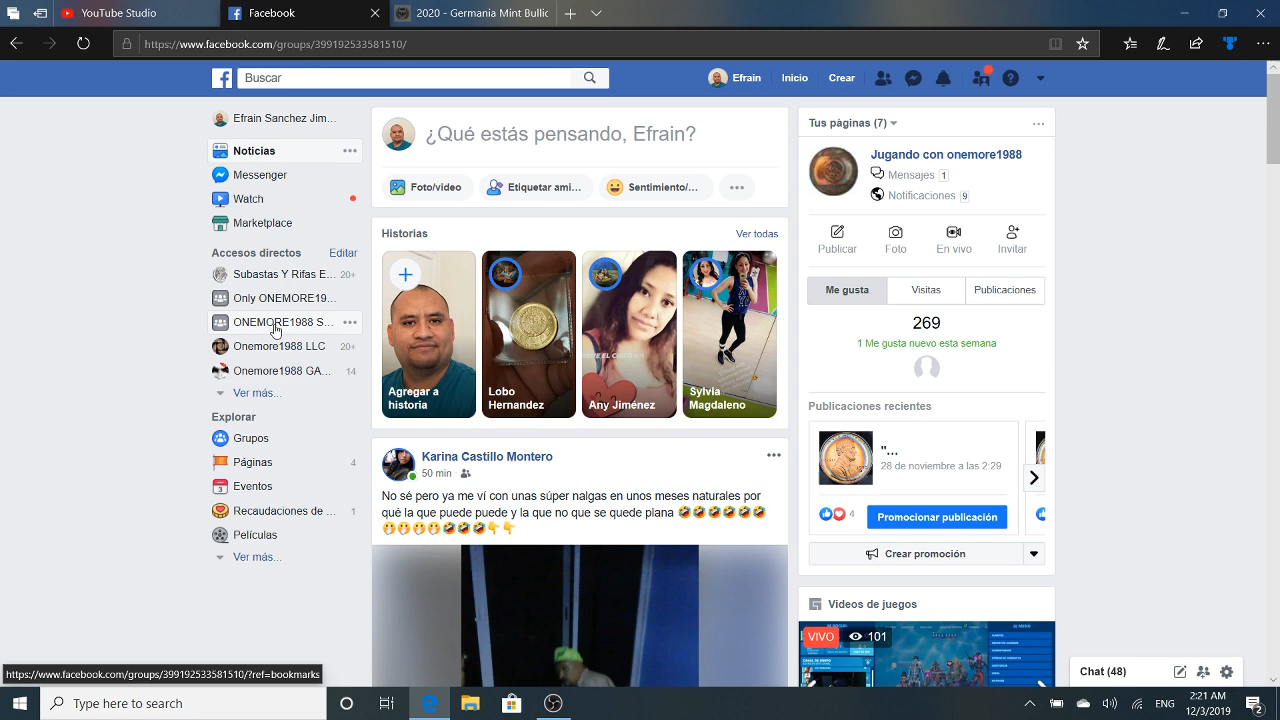 YouTube Studio
Facebook
2020 - Germania Mint Bullic
https://www.facebook.com/groups/399192533581510/
Buscar
Efrain
Inicio
Crear
Efrain Sanchez Jim...
Noticias
Messenger
Watch
Marketplace
Accesos directos
Editar
Subastas Y Rifas E... 20+
Only ONEMORE19...
ONEMORE1988 S...
Onemore1988 LLC 20+
Onemore1988 GA... 14
Ver más...
Explorar
Grupos
Páginas 4
Eventos
Recaudaciones de ... 1
Películas
Ver más...
¿Qué estás pensando, Efrain?
Foto/video
Etiquetar ami...
Sentimiento/...
Historias
Ver todas
Agregar a
historia
Lobo
Hernandez
Any Jiménez
Sylvia
Magdaleno
Karina Castillo Montero
50 min
No sé pero ya me ví con unas súper nalgas en unos meses naturales por
qué la que puede puede y la que no que se quede plana 🤣🤣🤣🤣🤣🤣
Tus páginas (7)
Jugando con onemore1988
Mensajes 1
Notificaciones 9
Publicar
Foto
En vivo
Invitar
Me gusta
Visitas
Publicaciones
269
1 Me gusta nuevo esta semana
Publicaciones recientes
"...
28 de noviembre a las 2:29
4
Promocionar publicación
Crear promoción
Videos de juegos
VIVO
101
Chat (48)
https://www.facebook.com/groups/399192533581510/?ref=bookmarks
Type here to search
ENG
2:21 AM
12/3/2019
2